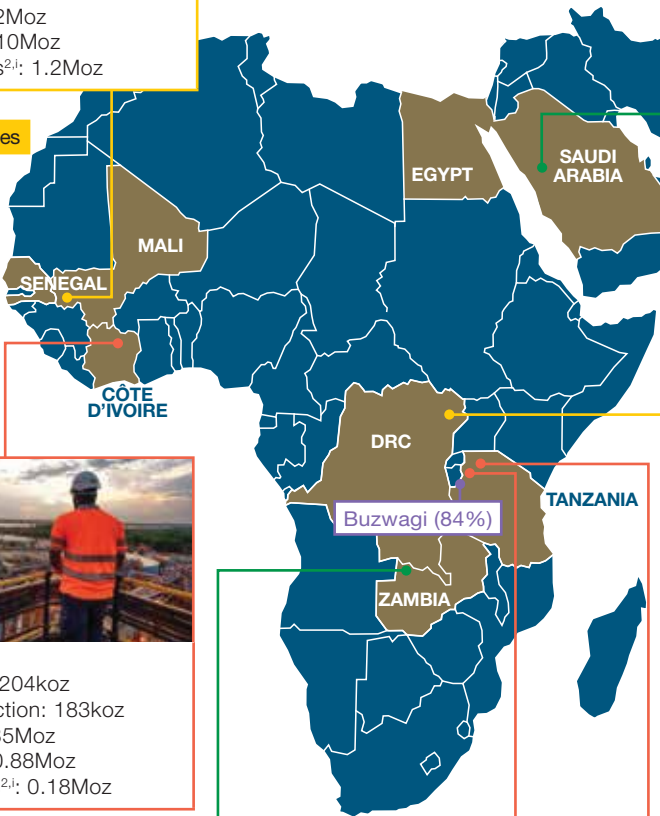 2Moz
10Moz
s²,ⁱ: 1.2Moz
es
EGYPT
SAUDI
ARABIA
MALI
SENEGAL
CÔTE
D'IVOIRE
DRC
TANZANIA
Buzwagi (84%)
ZAMBIA
204koz
ction: 183koz
85Moz
0.88Moz
²,ⁱ: 0.18Moz